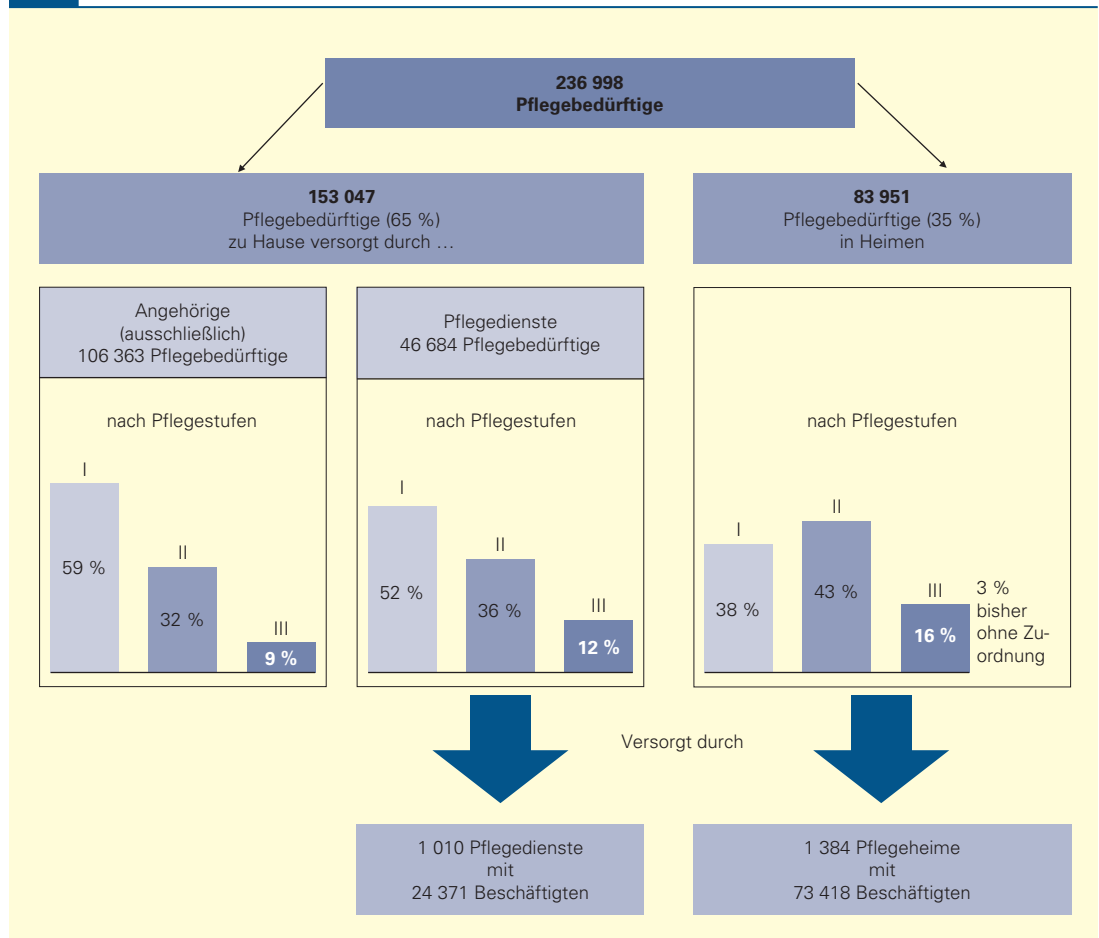 236 998
Pflegebedürftige
153 047
Pflegebedürftige (65 %)
zu Hause versorgt durch …
83 951
Pflegebedürftige (35 %)
in Heimen
Angehörige
(ausschließlich)
106 363 Pflegebedürftige
nach Pflegestufen
I
59 %
II
32 %
III
9 %
Pflegedienste
46 684 Pflegebedürftige
nach Pflegestufen
I
52 %
II
36 %
III
12 %
nach Pflegestufen
I
38 %
II
43 %
III
16 %
3 %
bisher
ohne Zu-
ordnung
Versorgt durch
1 010 Pflegedienste
mit
24 371 Beschäftigten
1 384 Pflegeheime
mit
73 418 Beschäftigten